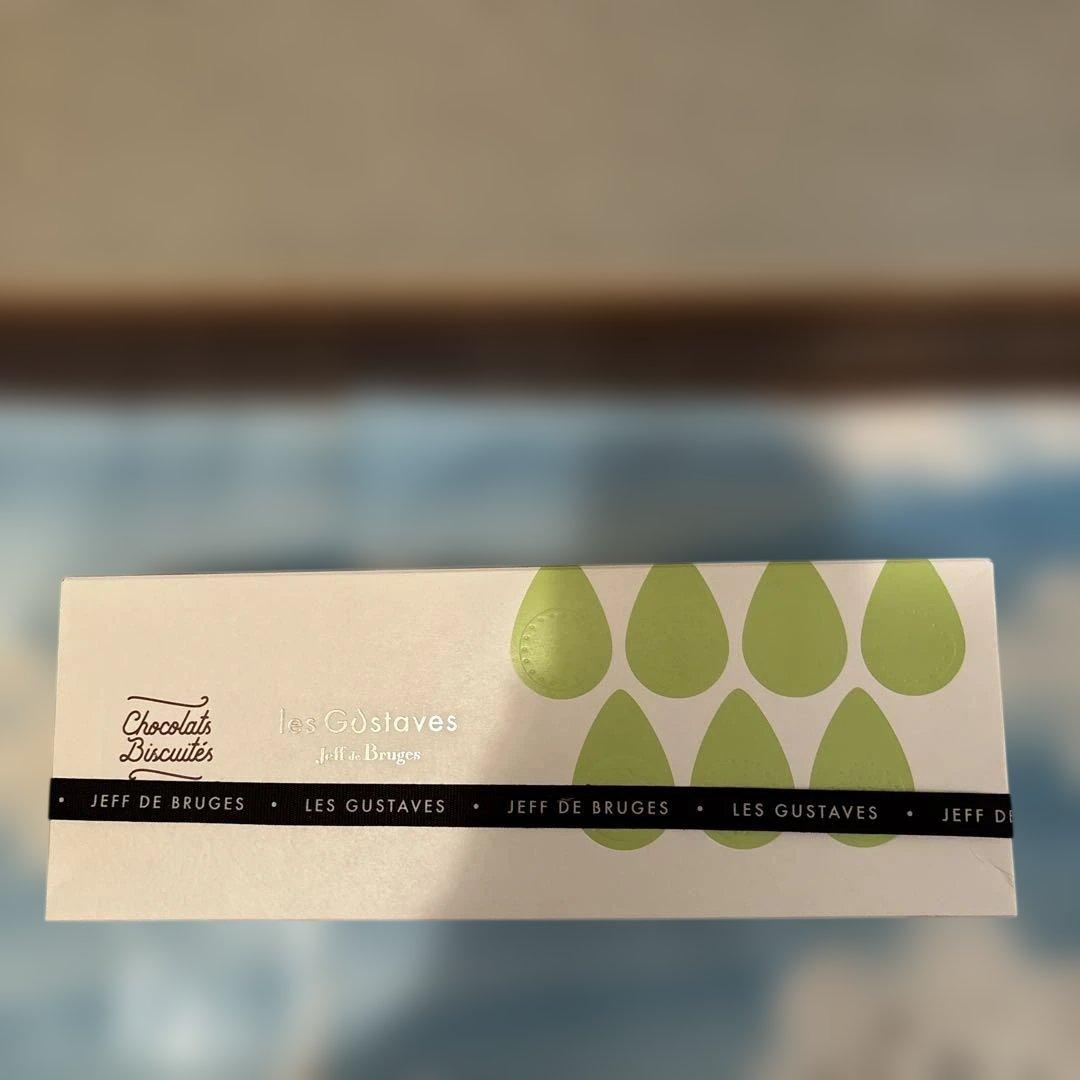 Chocolats
Biscuités
les Gustaves
Jeff de Bruges
• JEFF DE BRUGES • LES GUSTAVES • JEFF DE BRUGES • LES GUSTAVES • JEFF DE